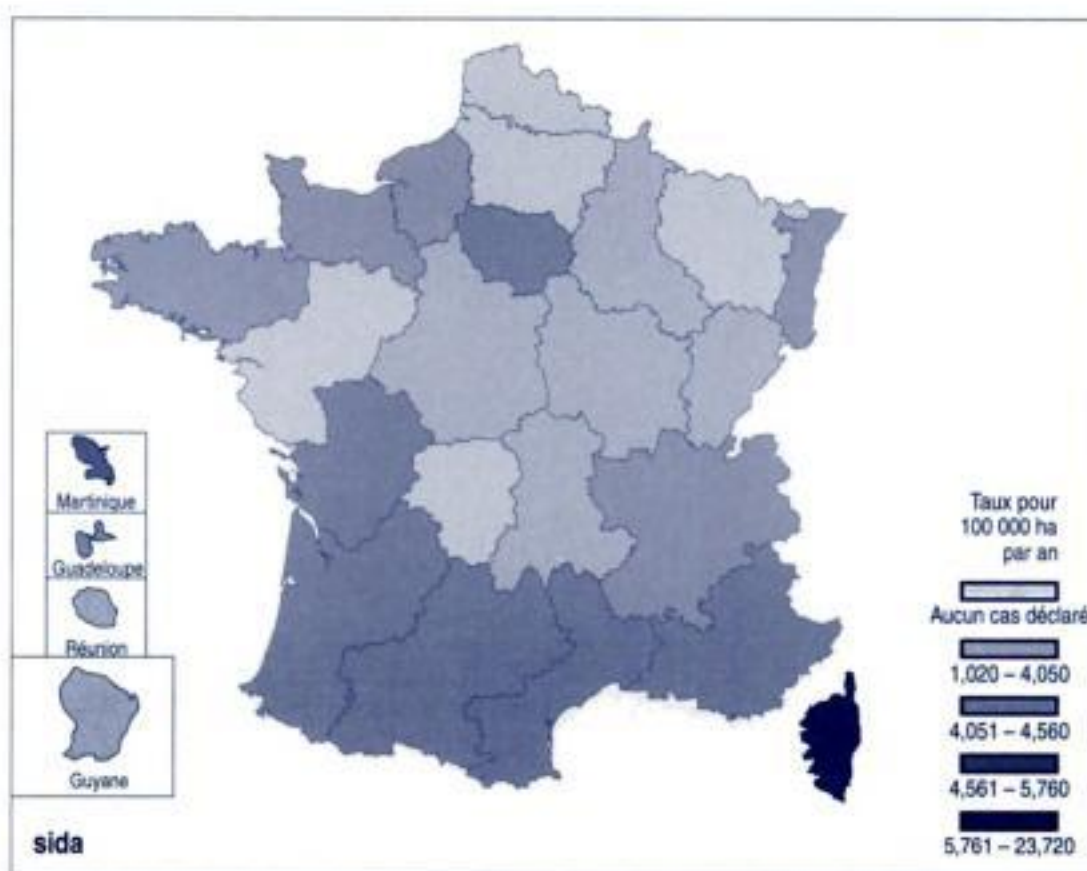 Martinique
Guadeloupe
Réunion
Guyane
sida
Taux pour
100 000 ha
par an
Aucun cas déclaré
1,020 – 4,050
4,051 – 4,560
4,561 – 5,760
5,761 – 23,720